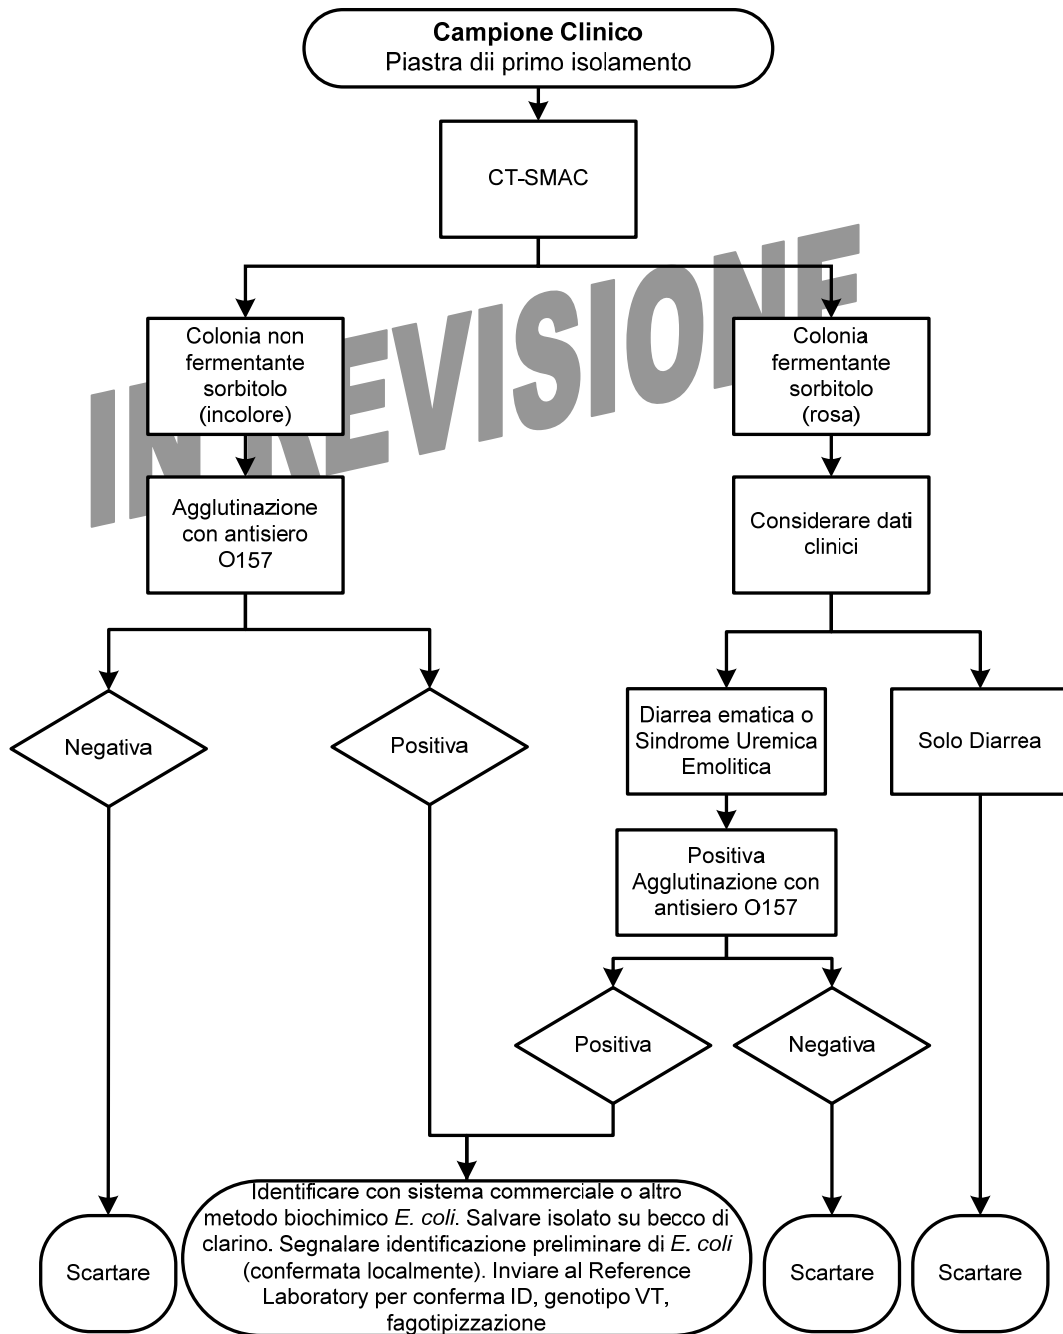 Campione Clinico
Piastra dii primo isolamento
CT-SMAC
IN REVISIONE
Colonia non
fermentante
sorbitolo
(incolore)
Colonia
fermentante
sorbitolo
(rosa)
Agglutinazione
con antisiero
O157
Considerare dati
clinici
Negativa
Positiva
Diarrea ematica o
Sindrome Uremica
Emolitica
Solo Diarrea
Positiva
Agglutinazione con
antisiero O157
Positiva
Negativa
Scartare
Identificare con sistema commerciale o altro
metodo biochimico E. coli. Salvare isolato su becco di
clarino. Segnalare identificazione preliminare di E. coli
(confermata localmente). Inviare al Reference
Laboratory per conferma ID, genotipo VT,
fagotipizzazione
Scartare
Scartare